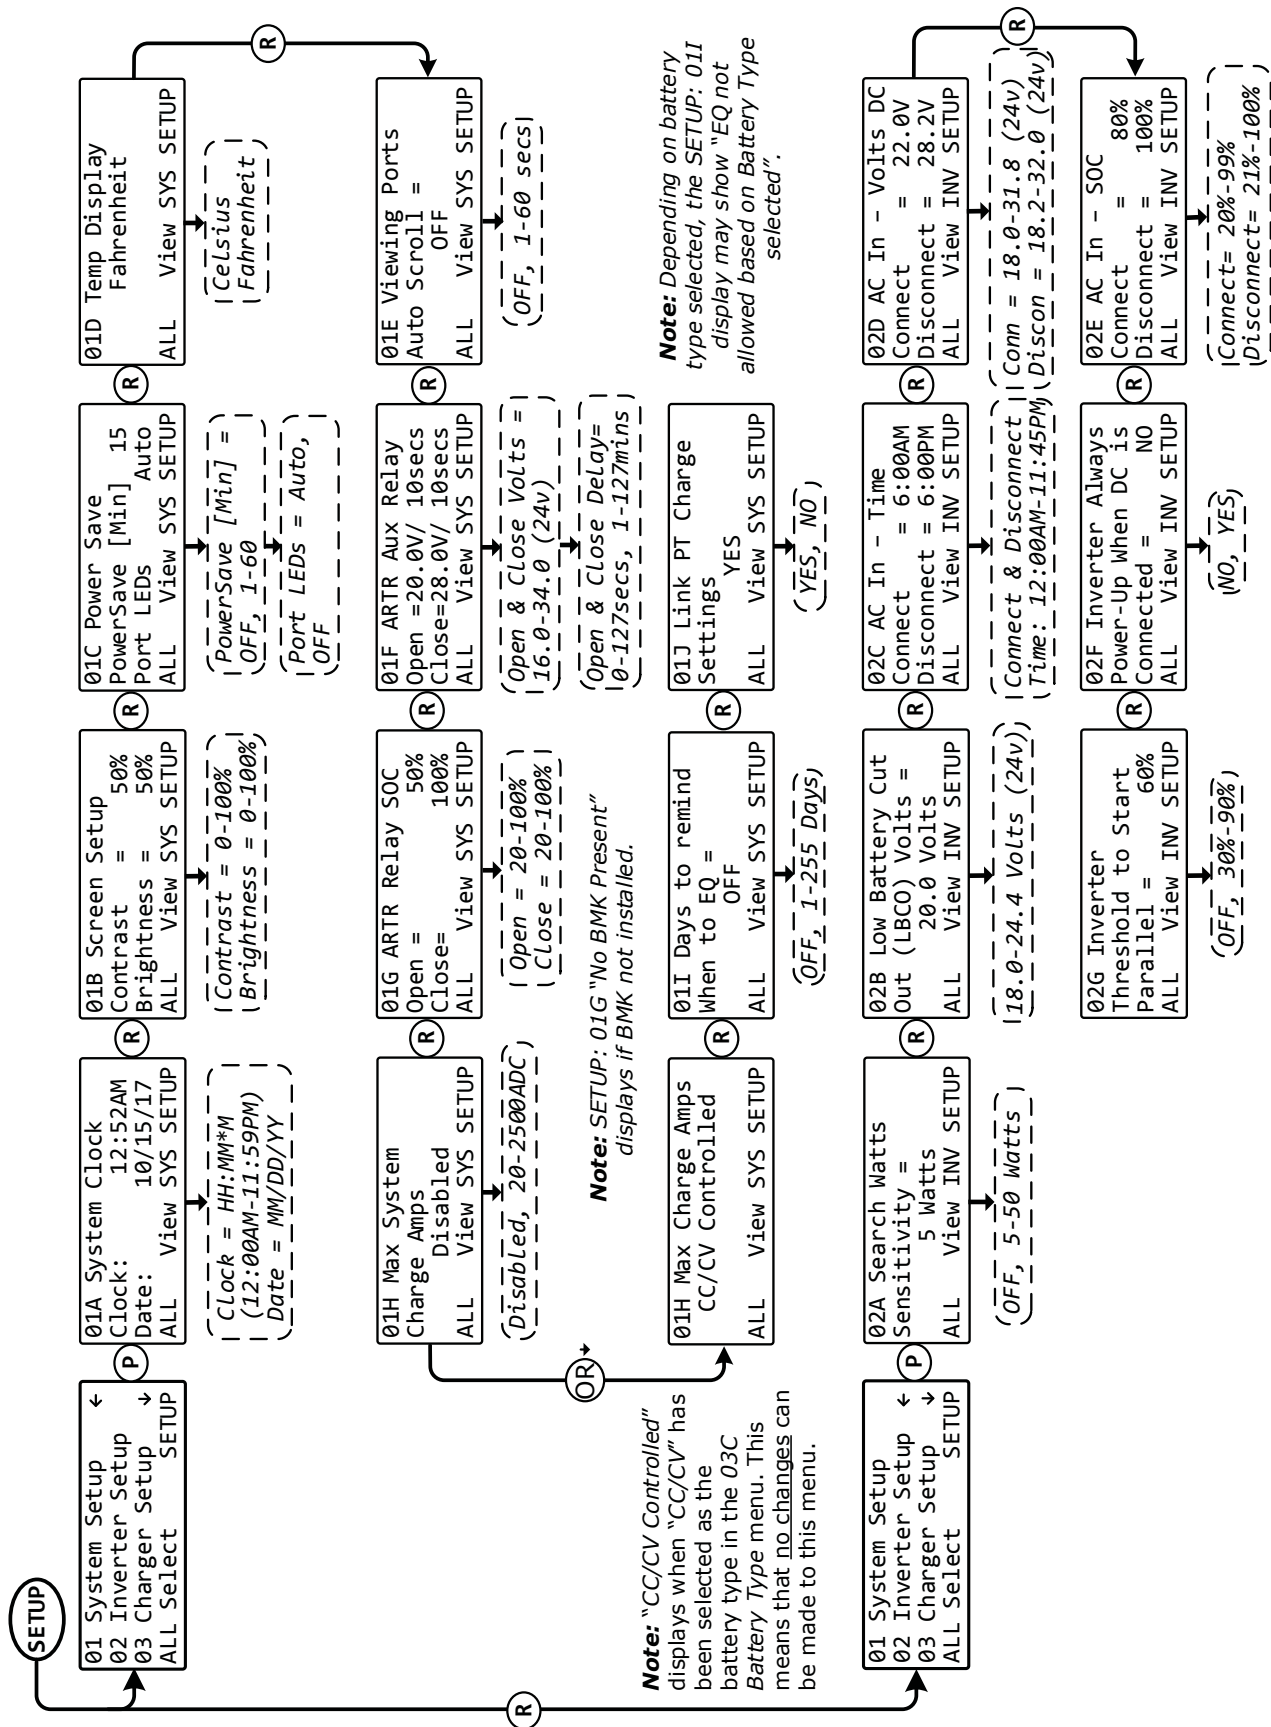 SETUP
01 System Setup
02 Inverter Setup ←
03 Charger Setup ↓
ALL Select SETUP
P
01A System Clock
Clock: 12:52AM
Date: 10/15/17
ALL View SYS SETUP
Clock = HH:MM*M
(12:00AM-11:59PM)
Date = MM/DD/YY
R
01B Screen Setup
Contrast = 50%
Brightness = 50%
ALL View SYS SETUP
Contrast = 0-100%
Brightness = 0-100%
R
01C Power Save
PowerSave [Min] 15
Port LEDs Auto
ALL View SYS SETUP
PowerSave [Min] =
OFF, 1-60
Port LEDs = Auto,
OFF
R
01D Temp Display
Fahrenheit
ALL View SYS SETUP
Celsius
Fahrenheit
R
01E Viewing Ports
Auto Scroll =
OFF
ALL View SYS SETUP
OFF, 1-60 secs
R
01F ARTR Aux Relay
Open =20.0V/ 10secs
Close=28.0V/ 10secs
ALL View SYS SETUP
Open & Close Volts =
16.0-34.0 (24v)
Open & Close Delay=
0-127secs, 1-127mins
R
01G ARTR Relay SOC
Open = 50%
Close= 100%
ALL View SYS SETUP
Open = 20-100%
Close = 20-100%
R
01H Max System
Charge Amps
Disabled
ALL View SYS SETUP
Disabled, 20-2500ADC
Note: SETUP: 01G "No BMK Present"
displays if BMK not installed.
OR
01H Max Charge Amps
CC/CV Controlled
ALL View SYS SETUP
R
01I Days to remind
When to EQ =
OFF
ALL View SYS SETUP
OFF, 1-255 Days
R
01J Link PT Charge
Settings
YES
ALL View SYS SETUP
YES, NO
Note: Depending on battery
type selected, the SETUP: 01I
display may show "EQ not
allowed based on Battery Type
selected".
Note: "CC/CV Controlled"
displays when "CC/CV" has
been selected as the
battery type in the 03C
Battery Type menu. This
means that no changes can
be made to this menu.
R
01 System Setup
02 Inverter Setup ←
03 Charger Setup ↓
ALL Select SETUP
P
02A Search Watts
Sensitivity =
5 Watts
ALL View INV SETUP
OFF, 5-50 Watts
R
02B Low Battery Cut
Out (LBCO) Volts =
20.0 Volts
ALL View INV SETUP
18.0-24.4 Volts (24v)
R
02C AC In - Time
Connect = 6:00AM
Disconnect = 6:00PM
ALL View INV SETUP
Connect & Disconnect
Time: 12:00AM-11:45PM
R
02D AC In - Volts DC
Connect = 22.0V
Disconnect = 28.2V
ALL View INV SETUP
Conn = 18.0-31.8 (24v)
Discon = 18.2-32.0 (24v)
R
02E AC In - SOC
Connect = 80%
Disconnect = 100%
ALL View INV SETUP
Connect= 20%-99%
Disconnect= 21%-100%
R
02F Inverter Always
Power-Up When DC is
Connected = NO
ALL View INV SETUP
NO, YES
R
02G Inverter
Threshold to Start
Parallel = 60%
ALL View INV SETUP
OFF, 30%-90%